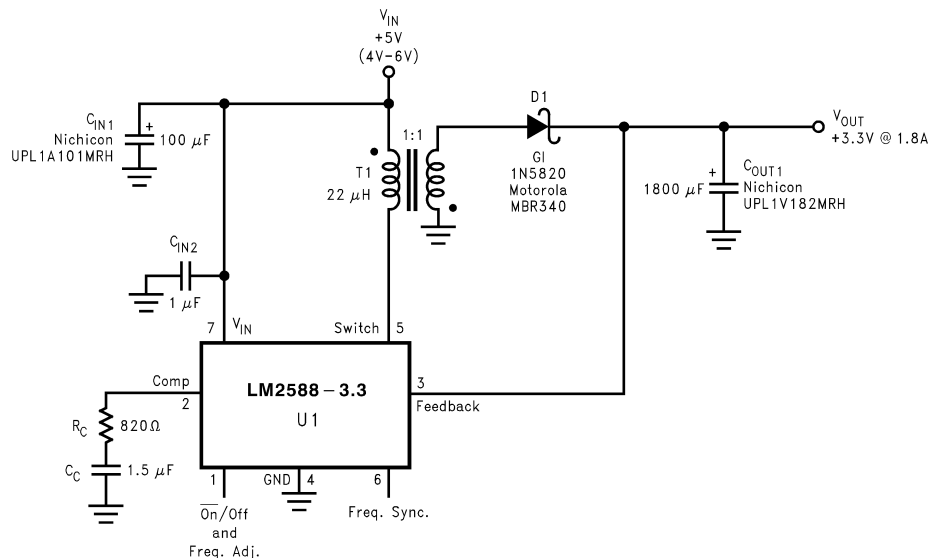 V_IN
+5V
(4V-6V)
C_IN1
Nichicon
UPL1A101MRH
+
100 μF
1:1
T1
22 μH
D1
GI
1N5820
Motorola
MBR340
V_OUT
+3.3V @ 1.8A
+
1800 μF
C_OUT1
Nichicon
UPL1V182MRH
C_IN2
1 μF
7
V_IN
Switch
5
Comp
2
LM2588-3.3
U1
3
Feedback
R_C
820Ω
C_C
1.5 μF
1
GND
4
6
O̅n̅/Off
and
Freq. Adj.
Freq. Sync.